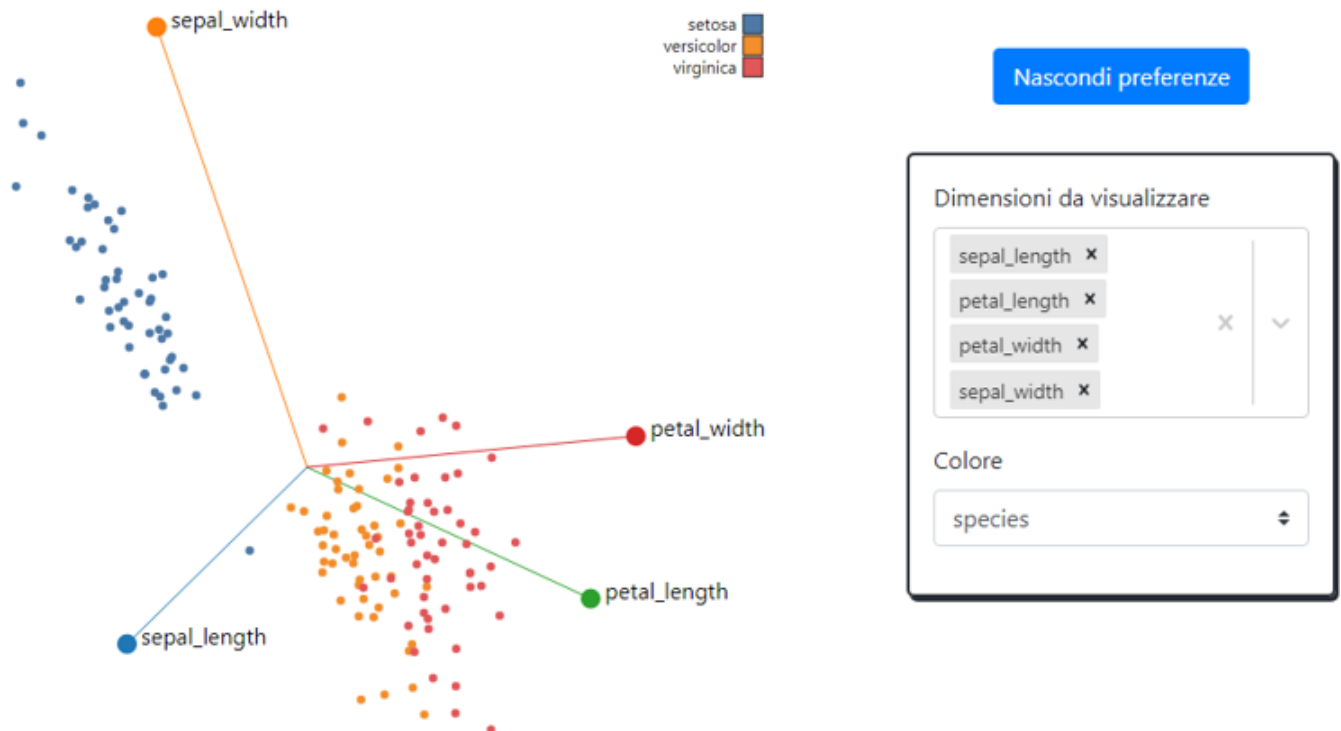 sepal_width
setosa
versicolor
virginica
petal_width
petal_length
sepal_length
Nascondi preferenze
Dimensioni da visualizzare
sepal_length ×
petal_length ×
petal_width ×
sepal_width ×
Colore
species